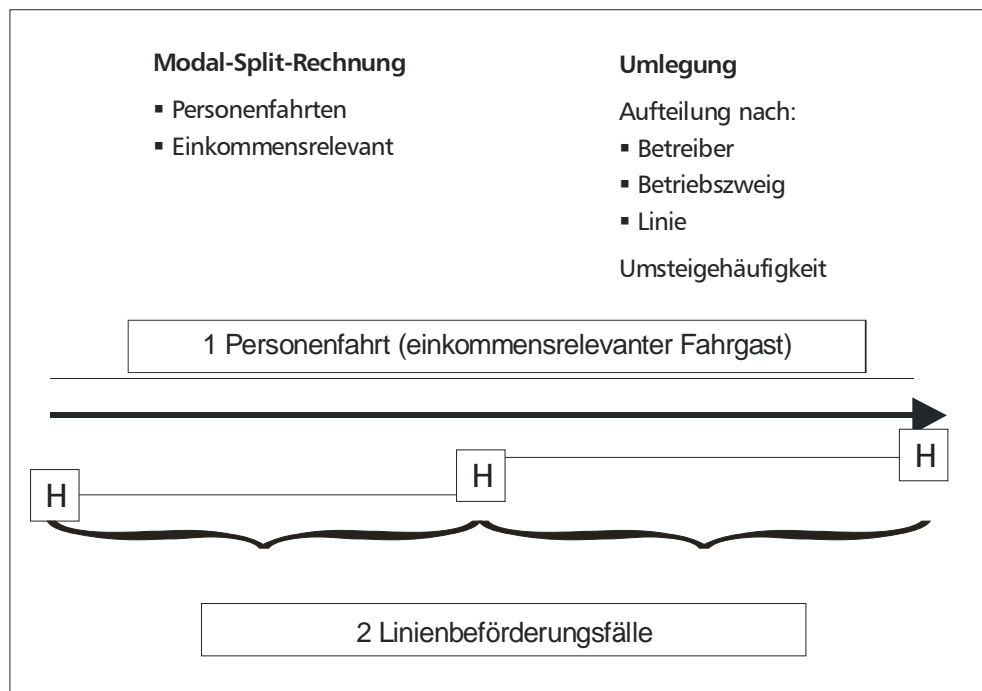 Modal-Split-Rechnung
▪ Personenfahrten
▪ Einkommensrelevant
Umlegung
Aufteilung nach:
▪ Betreiber
▪ Betriebszweig
▪ Linie
Umsteigehäufigkeit
1 Personenfahrt (einkommensrelevanter Fahrgast)
H
H
H
2 Linienbeförderungsfälle